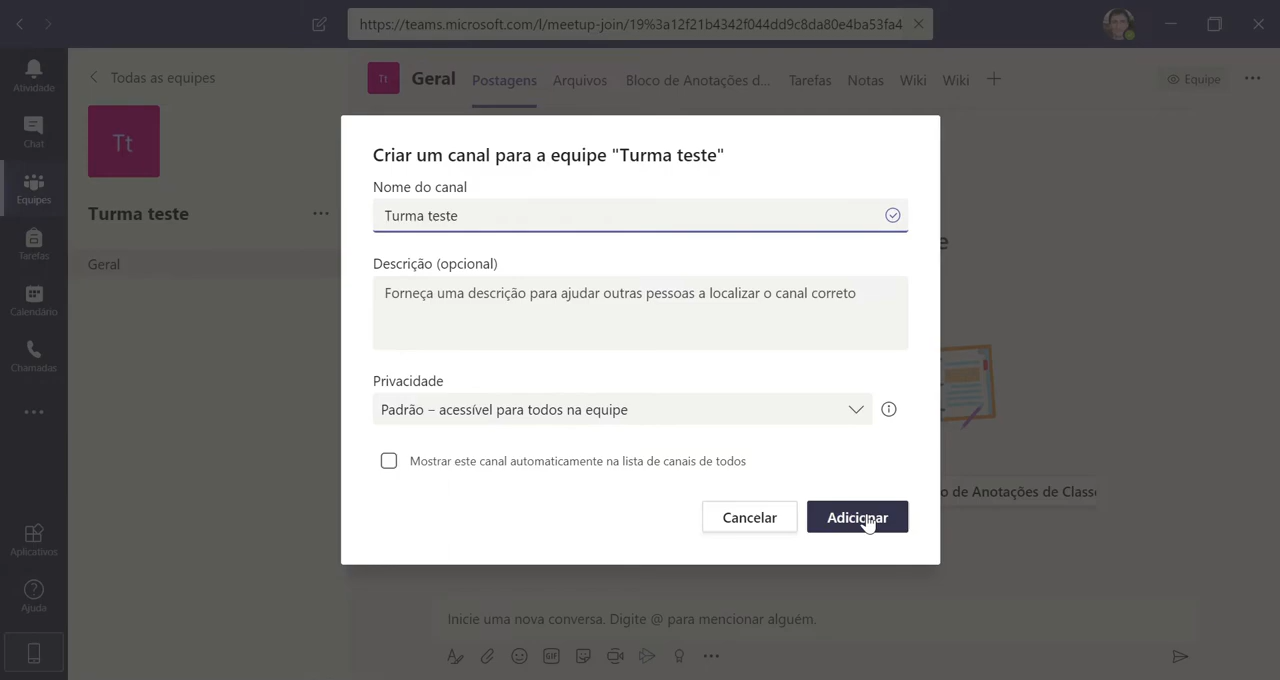 https://teams.microsoft.com/l/meetup-join/19%3a12f21b4342f044dd9c8da80e4ba53fa4
Atividade
Chat
Equipes
Tarefas
Calendário
Chamadas
Aplicativos
Ajuda
Todas as equipes
Tt
Turma teste
Geral
Tt
Geral
Postagens
Arquivos
Bloco de Anotações d...
Tarefas
Notas
Wiki
Wiki
Equipe
Criar um canal para a equipe "Turma teste"
Nome do canal
Turma teste
Descrição (opcional)
Forneça uma descrição para ajudar outras pessoas a localizar o canal correto
Privacidade
Padrão – acessível para todos na equipe
Mostrar este canal automaticamente na lista de canais de todos
Cancelar
Adicionar
e
o de Anotações de Classe
Inicie uma nova conversa. Digite @ para mencionar alguém.
GIF